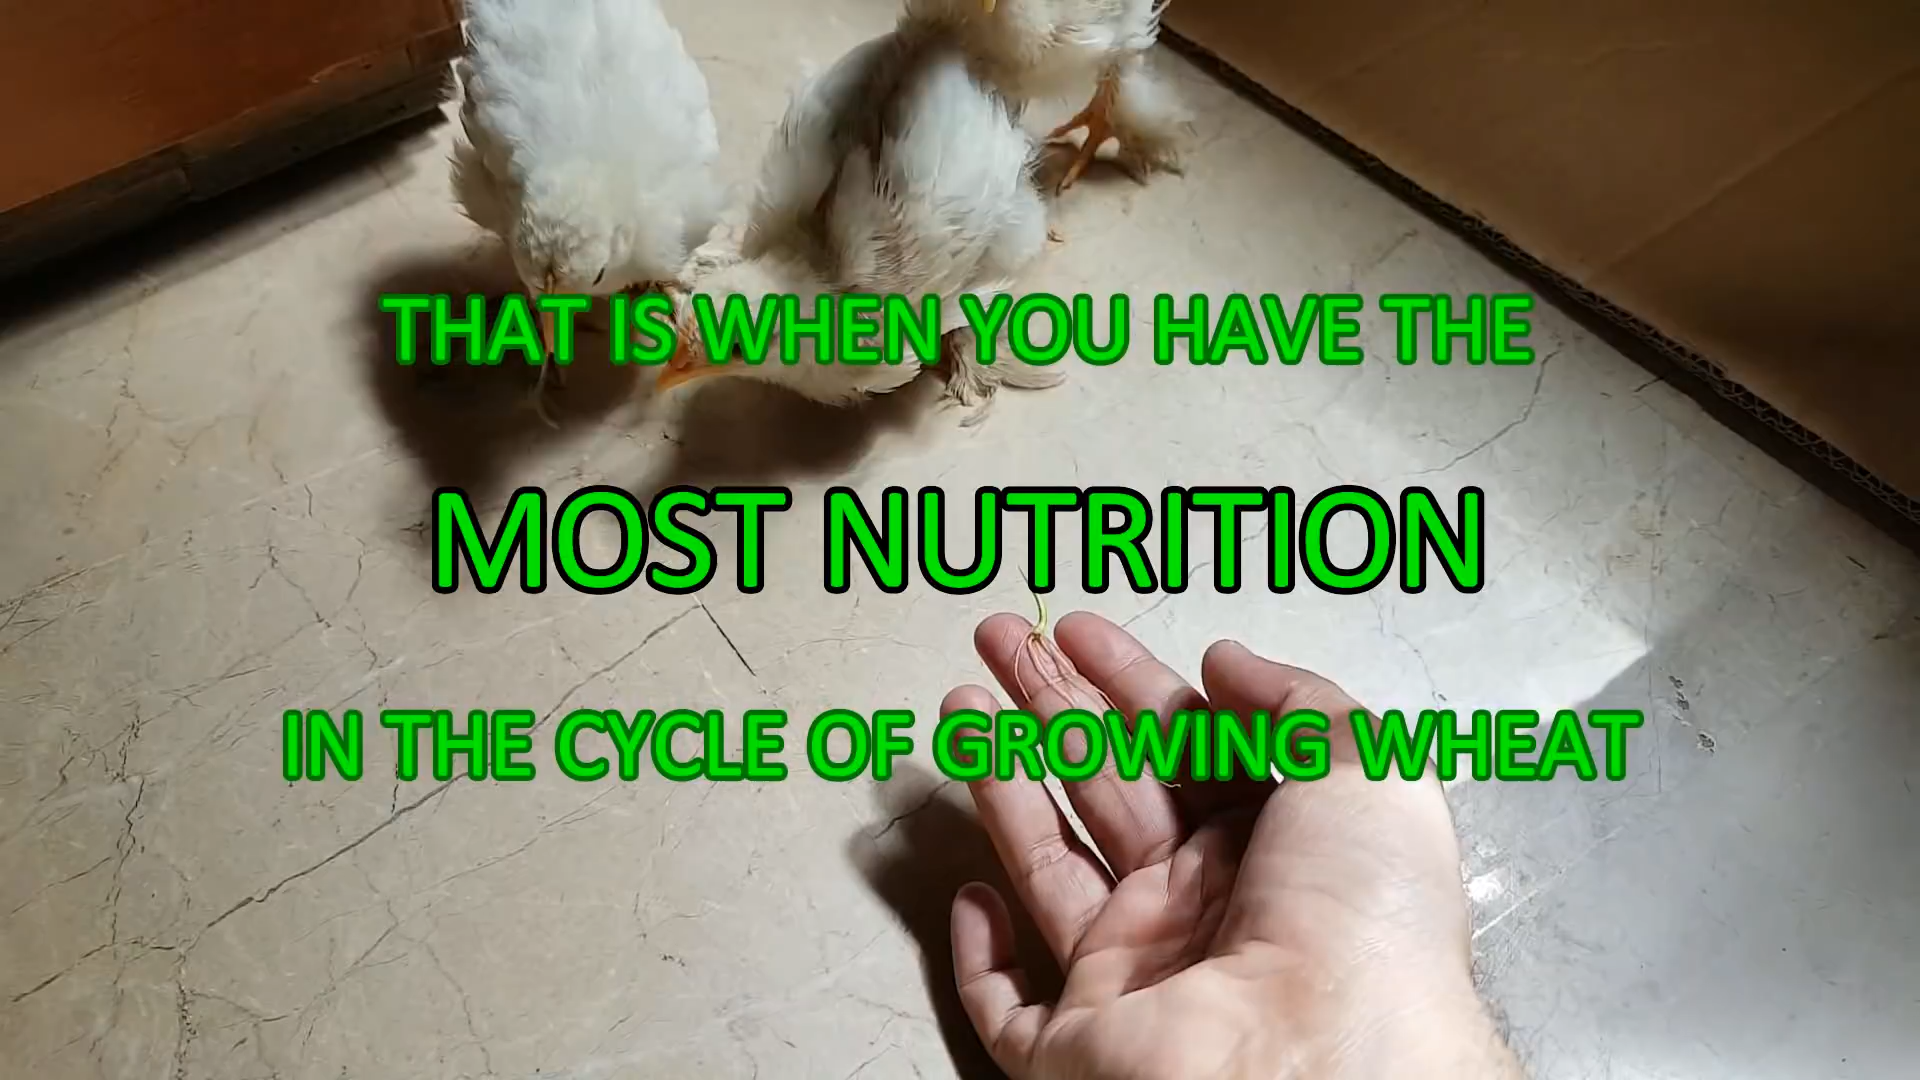 THAT IS WHEN YOU HAVE THE
MOST NUTRITION
IN THE CYCLE OF GROWING WHEAT